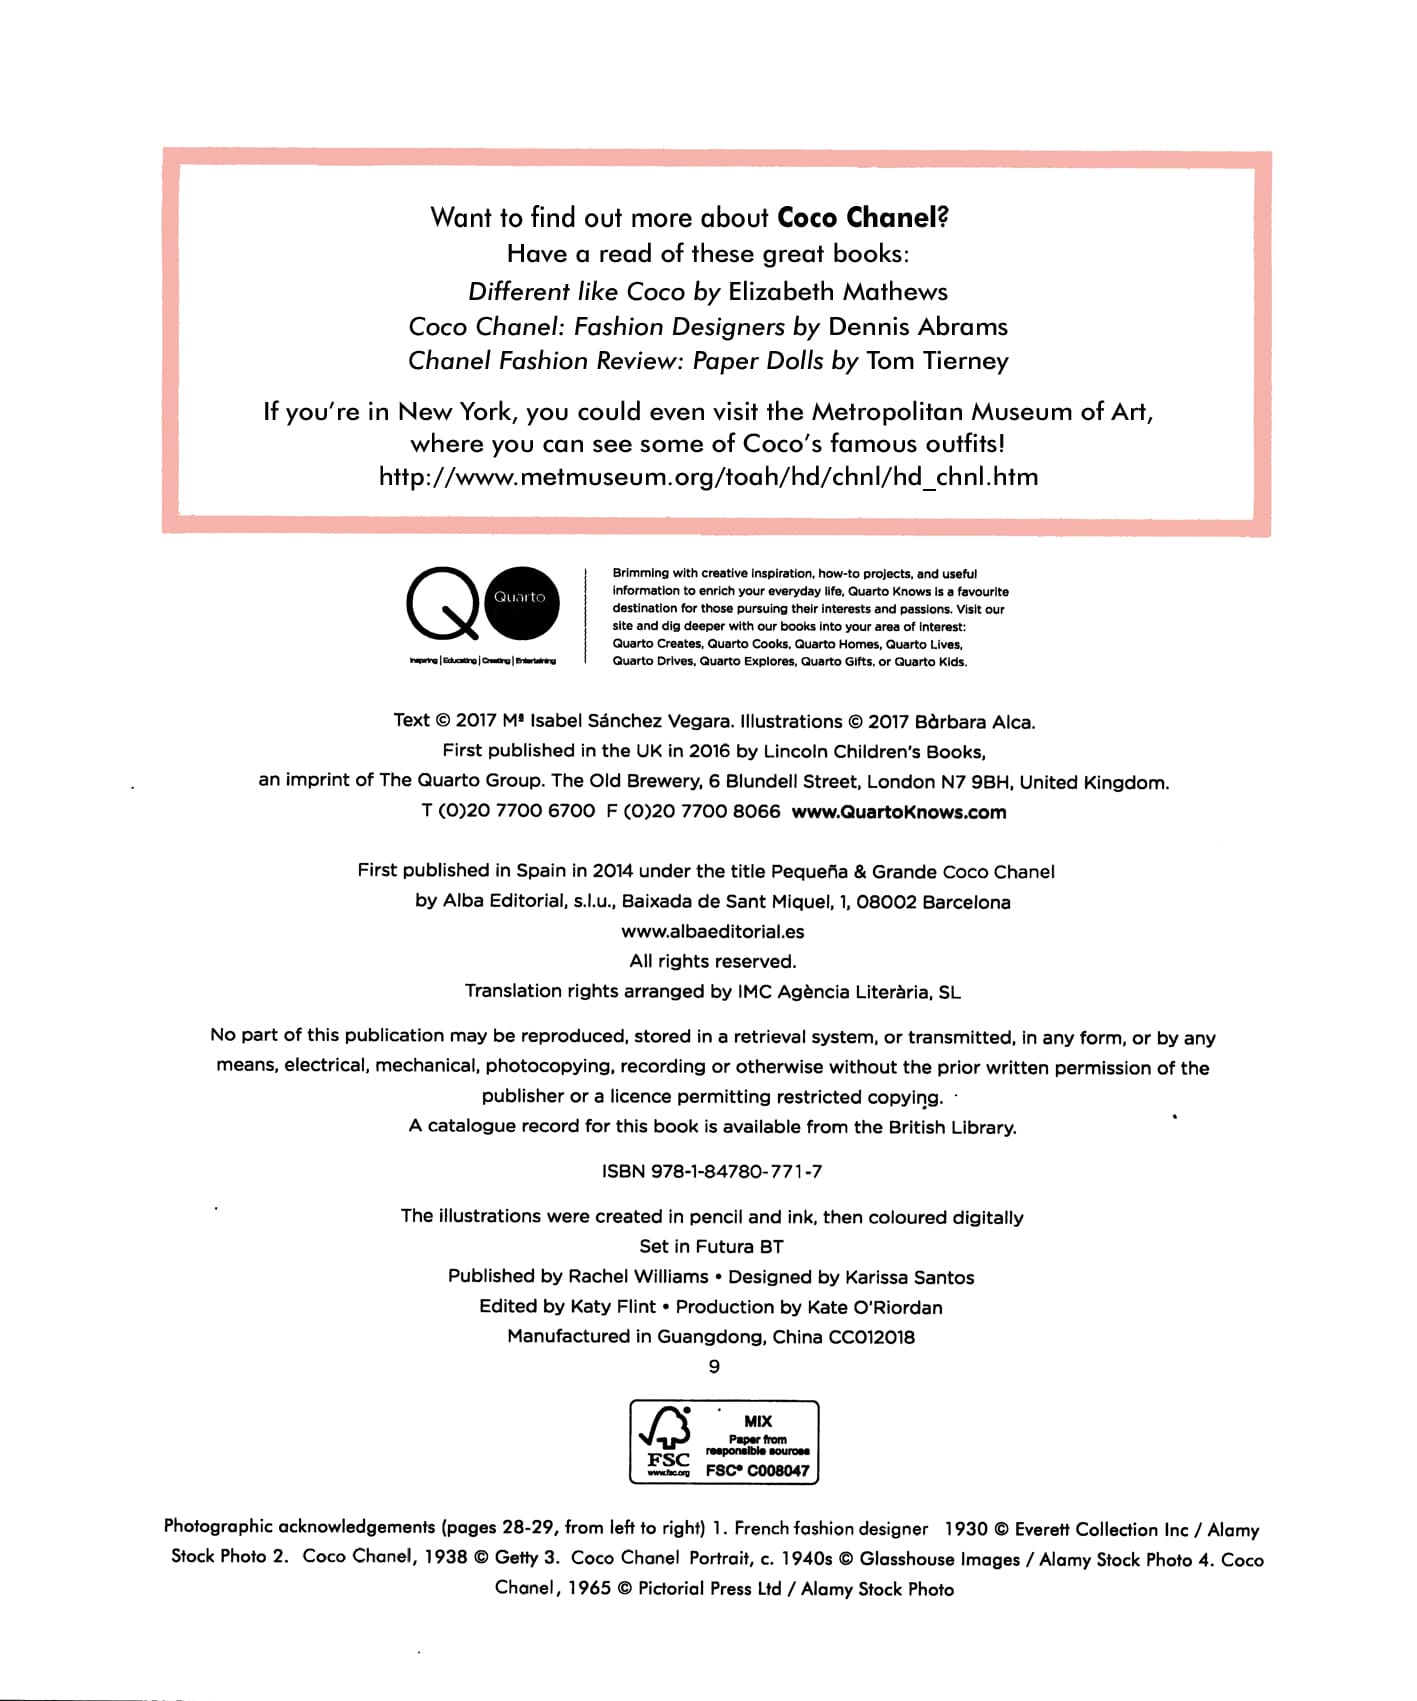 Want to find out more about Coco Chanel?
Have a read of these great books:
Different like Coco by Elizabeth Mathews
Coco Chanel: Fashion Designers by Dennis Abrams
Chanel Fashion Review: Paper Dolls by Tom Tierney
If you're in New York, you could even visit the Metropolitan Museum of Art,
where you can see some of Coco's famous outfits!
http://www.metmuseum.org/toah/hd/chnl/hd_chnl.htm
Quarto
Inspiring | Educating | Creating | Entertaining
Brimming with creative inspiration, how-to projects, and useful
information to enrich your everyday life, Quarto Knows is a favourite
destination for those pursuing their interests and passions. Visit our
site and dig deeper with our books into your area of interest:
Quarto Creates, Quarto Cooks, Quarto Homes, Quarto Lives,
Quarto Drives, Quarto Explores, Quarto Gifts, or Quarto Kids.
Text © 2017 Mª Isabel Sánchez Vegara. Illustrations © 2017 Bàrbara Alca.
First published in the UK in 2016 by Lincoln Children's Books,
an imprint of The Quarto Group. The Old Brewery, 6 Blundell Street, London N7 9BH, United Kingdom.
T (0)20 7700 6700 F (0)20 7700 8066 www.QuartoKnows.com
First published in Spain in 2014 under the title Pequeña & Grande Coco Chanel
by Alba Editorial, s.l.u., Baixada de Sant Miquel, 1, 08002 Barcelona
www.albaeditorial.es
All rights reserved.
Translation rights arranged by IMC Agència Literària, SL
No part of this publication may be reproduced, stored in a retrieval system, or transmitted, in any form, or by any
means, electrical, mechanical, photocopying, recording or otherwise without the prior written permission of the
publisher or a licence permitting restricted copying.
A catalogue record for this book is available from the British Library.
ISBN 978-1-84780-771-7
The illustrations were created in pencil and ink, then coloured digitally
Set in Futura BT
Published by Rachel Williams • Designed by Karissa Santos
Edited by Katy Flint • Production by Kate O'Riordan
Manufactured in Guangdong, China CC012018
9
FSC
www.fsc.org
MIX
Paper from
responsible sources
FSC® C008047
Photographic acknowledgements (pages 28-29, from left to right) 1. French fashion designer 1930 © Everett Collection Inc / Alamy
Stock Photo 2. Coco Chanel, 1938 © Getty 3. Coco Chanel Portrait, c. 1940s © Glasshouse Images / Alamy Stock Photo 4. Coco
Chanel, 1965 © Pictorial Press Ltd / Alamy Stock Photo